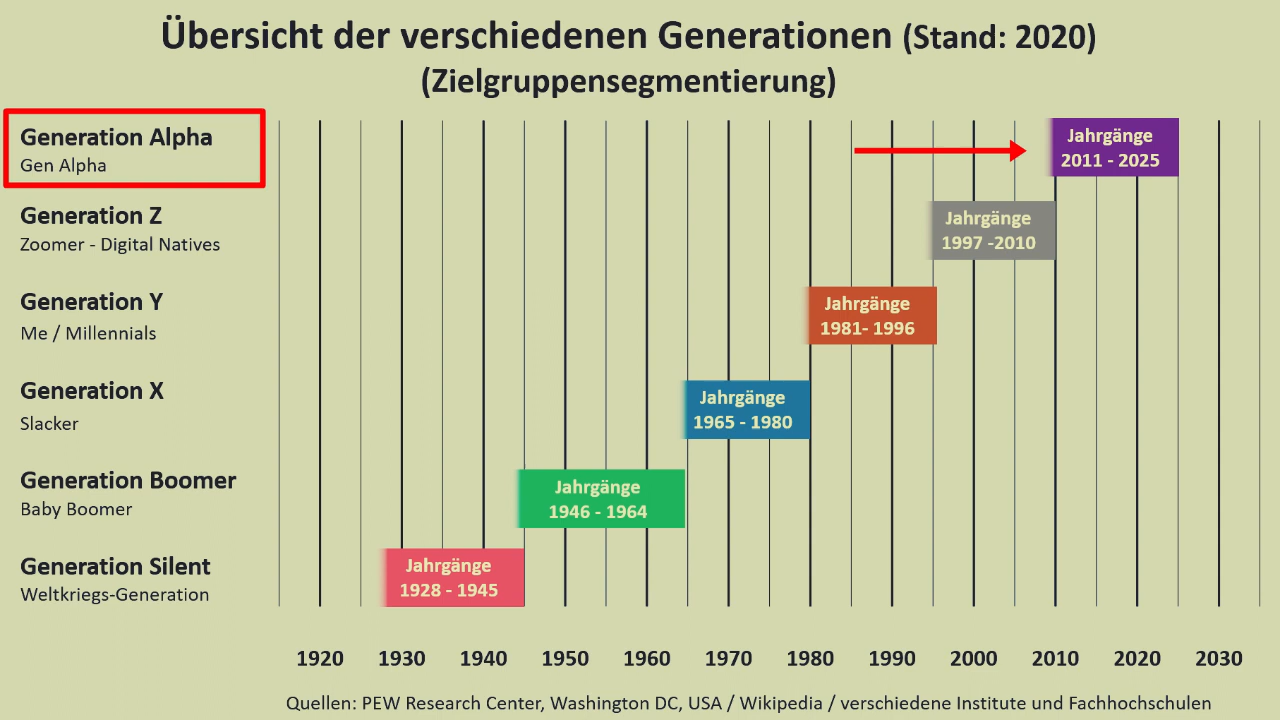 Übersicht der verschiedenen Generationen (Stand: 2020)
(Zielgruppensegmentierung)
Generation Alpha
Gen Alpha
Jahrgänge
2011 - 2025
Generation Z
Zoomer - Digital Natives
Jahrgänge
1997 -2010
Generation Y
Me / Millennials
Jahrgänge
1981- 1996
Generation X
Slacker
Jahrgänge
1965 - 1980
Generation Boomer
Baby Boomer
Jahrgänge
1946 - 1964
Generation Silent
Weltkriegs-Generation
Jahrgänge
1928 - 1945
1920 1930 1940 1950 1960 1970 1980 1990 2000 2010 2020 2030
Quellen: PEW Research Center, Washington DC, USA / Wikipedia / verschiedene Institute und Fachhochschulen